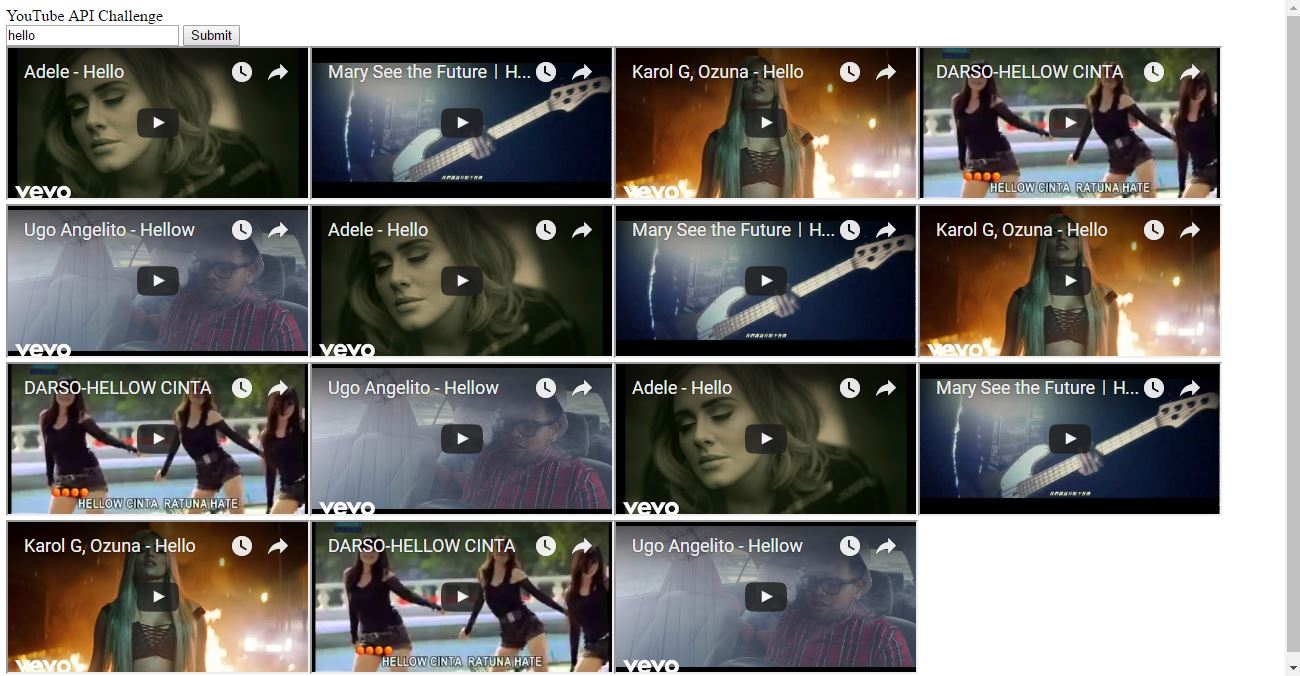 YouTube API Challenge
hello Submit
Adele - Hello
Mary See the Future｜H...
Karol G, Ozuna - Hello
DARSO-HELLOW CINTA
vevo
vevo
HELLOW CINTA RATUNA HATE
Ugo Angelito - Hellow
Adele - Hello
Mary See the Future｜H...
Karol G, Ozuna - Hello
vevo
vevo
vevo
DARSO-HELLOW CINTA
Ugo Angelito - Hellow
Adele - Hello
Mary See the Future｜H...
HELLOW CINTA RATUNA HATE
vevo
vevo
Karol G, Ozuna - Hello
DARSO-HELLOW CINTA
Ugo Angelito - Hellow
vevo
HELLOW CINTA RATUNA HATE
vevo